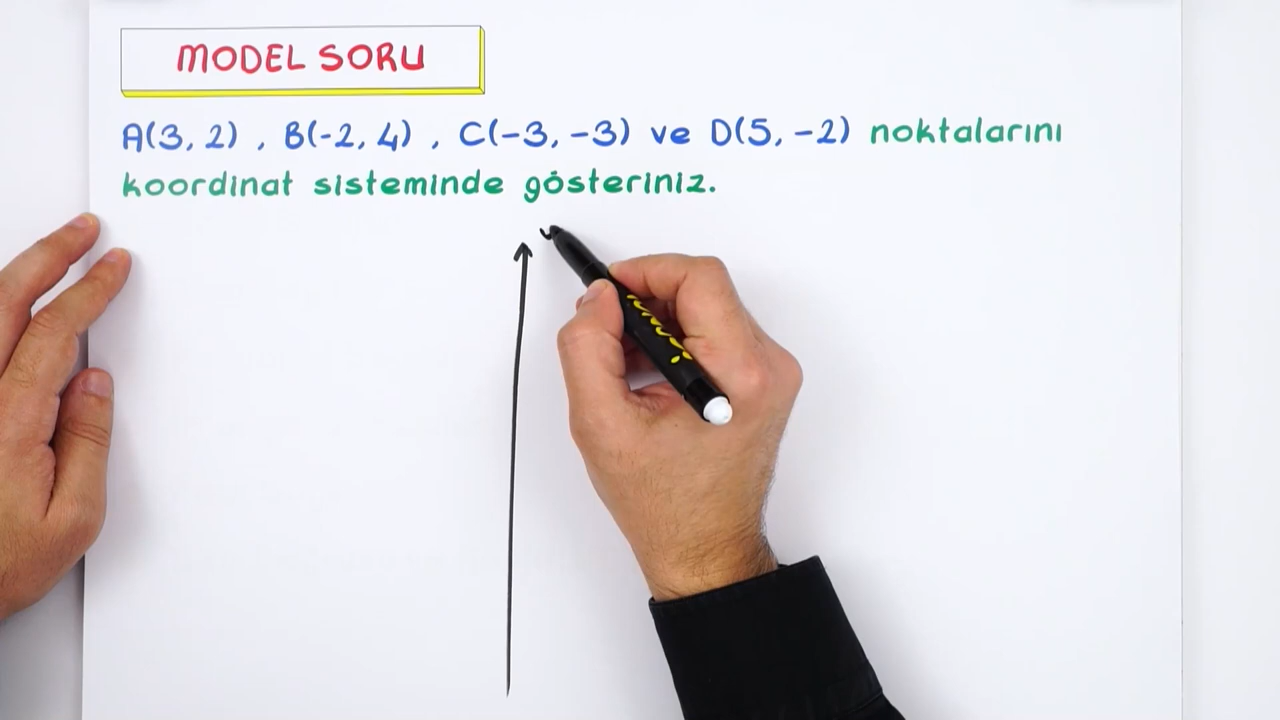 MODEL SORU
A(3, 2) , B(-2, 4) , C(-3, -3) ve D(5, -2) noktalarını
koordinat sisteminde gösteriniz.